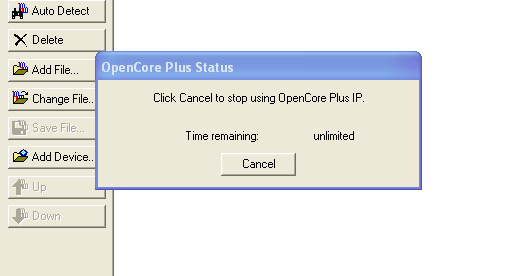 Auto Detect
Delete
Add File...
Change File..
Save File...
Add Device..
Up
Down
OpenCore Plus Status
Click Cancel to stop using OpenCore Plus IP.
Time remaining: unlimited
Cancel